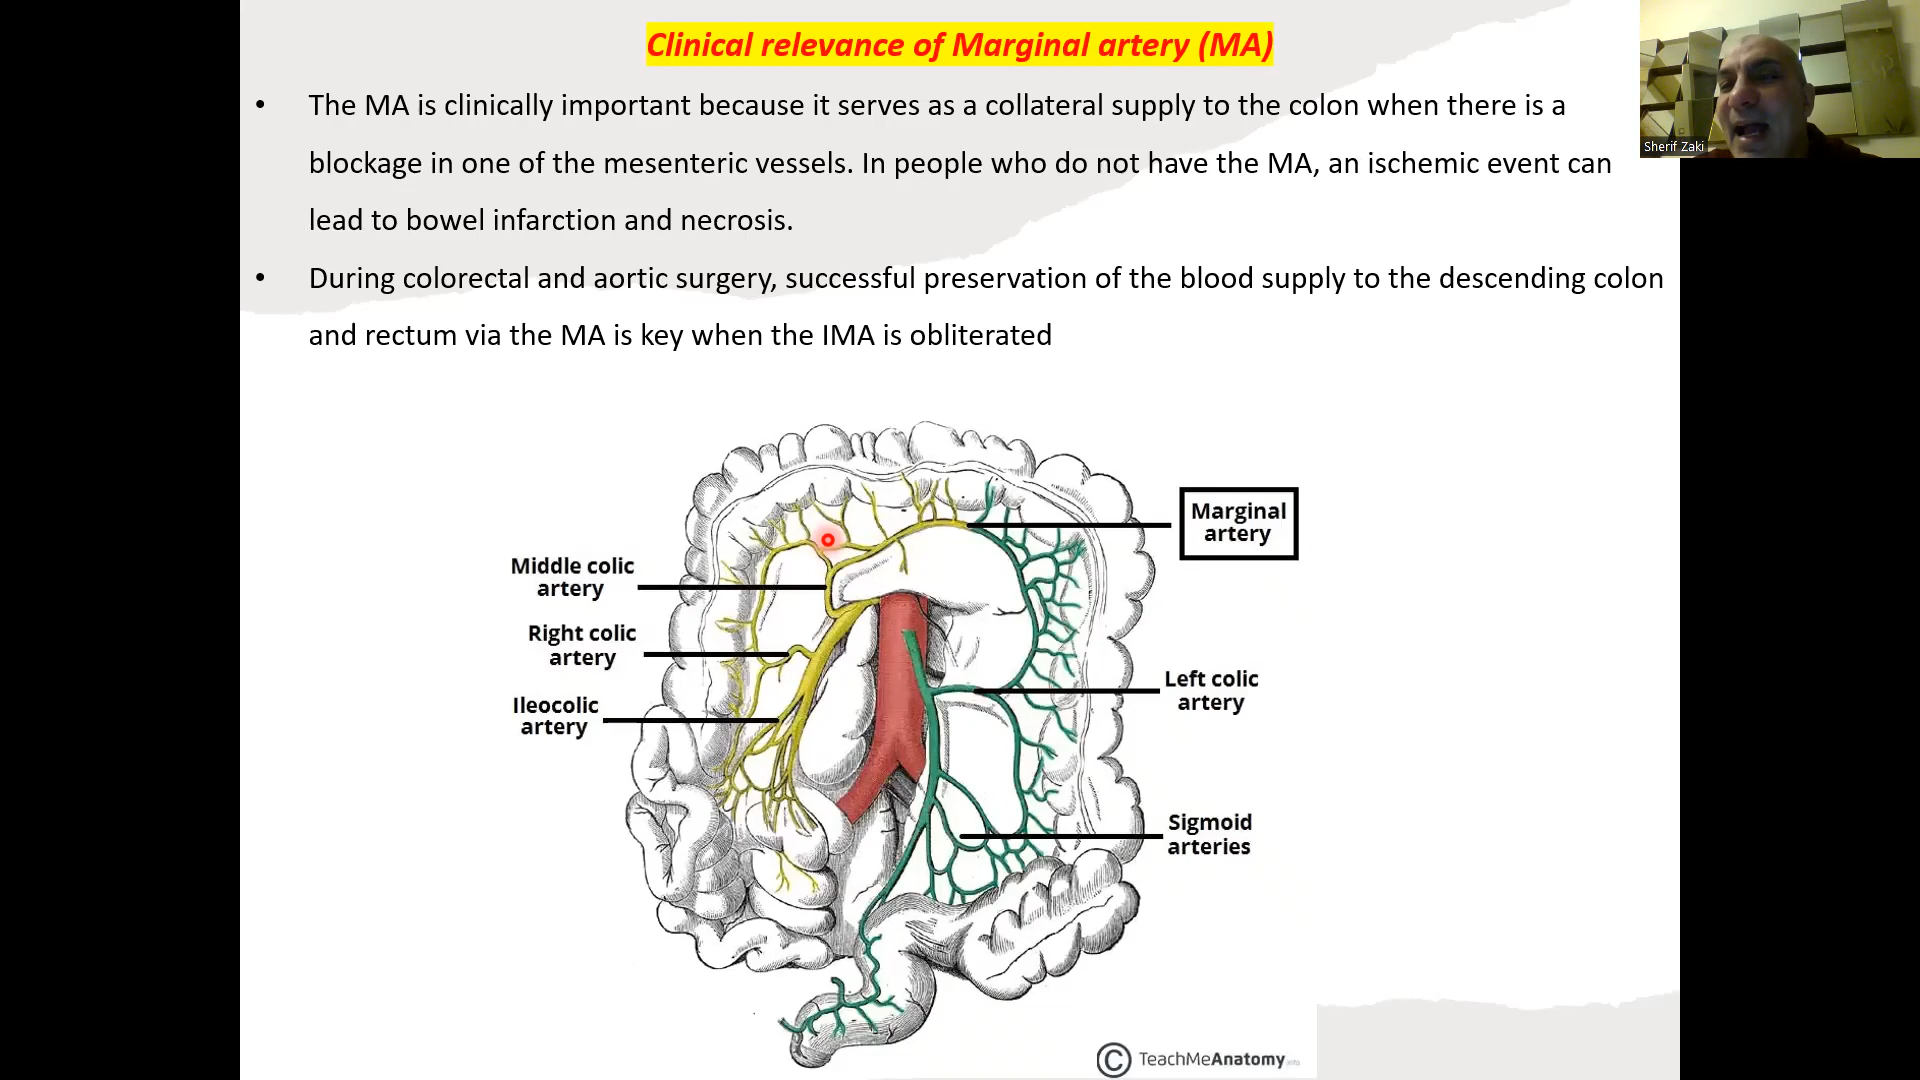 Clinical relevance of Marginal artery (MA)
• The MA is clinically important because it serves as a collateral supply to the colon when there is a
blockage in one of the mesenteric vessels. In people who do not have the MA, an ischemic event can
lead to bowel infarction and necrosis.
• During colorectal and aortic surgery, successful preservation of the blood supply to the descending colon
and rectum via the MA is key when the IMA is obliterated
Sherif Zaki
Marginal
artery
Middle colic
artery
Right colic
artery
Ileocolic
artery
Left colic
artery
Sigmoid
arteries
© TeachMeAnatomy.info